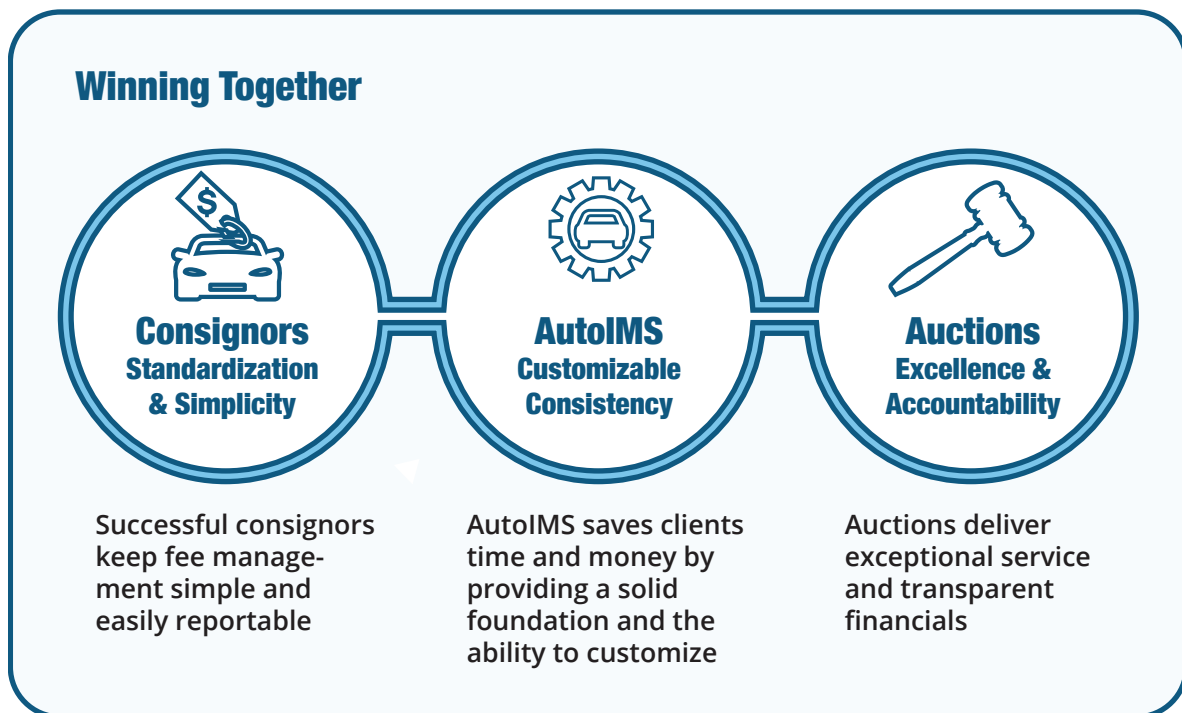 Winning Together
$
Consignors
Standardization
& Simplicity
AutoIMS
Customizable
Consistency
Auctions
Excellence &
Accountability
Successful consignors
keep fee manage-
ment simple and
easily reportable
AutoIMS saves clients
time and money by
providing a solid
foundation and the
ability to customize
Auctions deliver
exceptional service
and transparent
financials